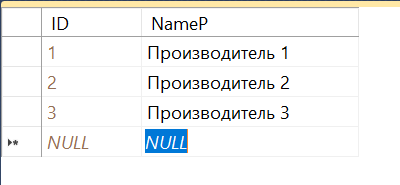 ID NameP
1 Производитель 1
2 Производитель 2
3 Производитель 3
NULL NULL